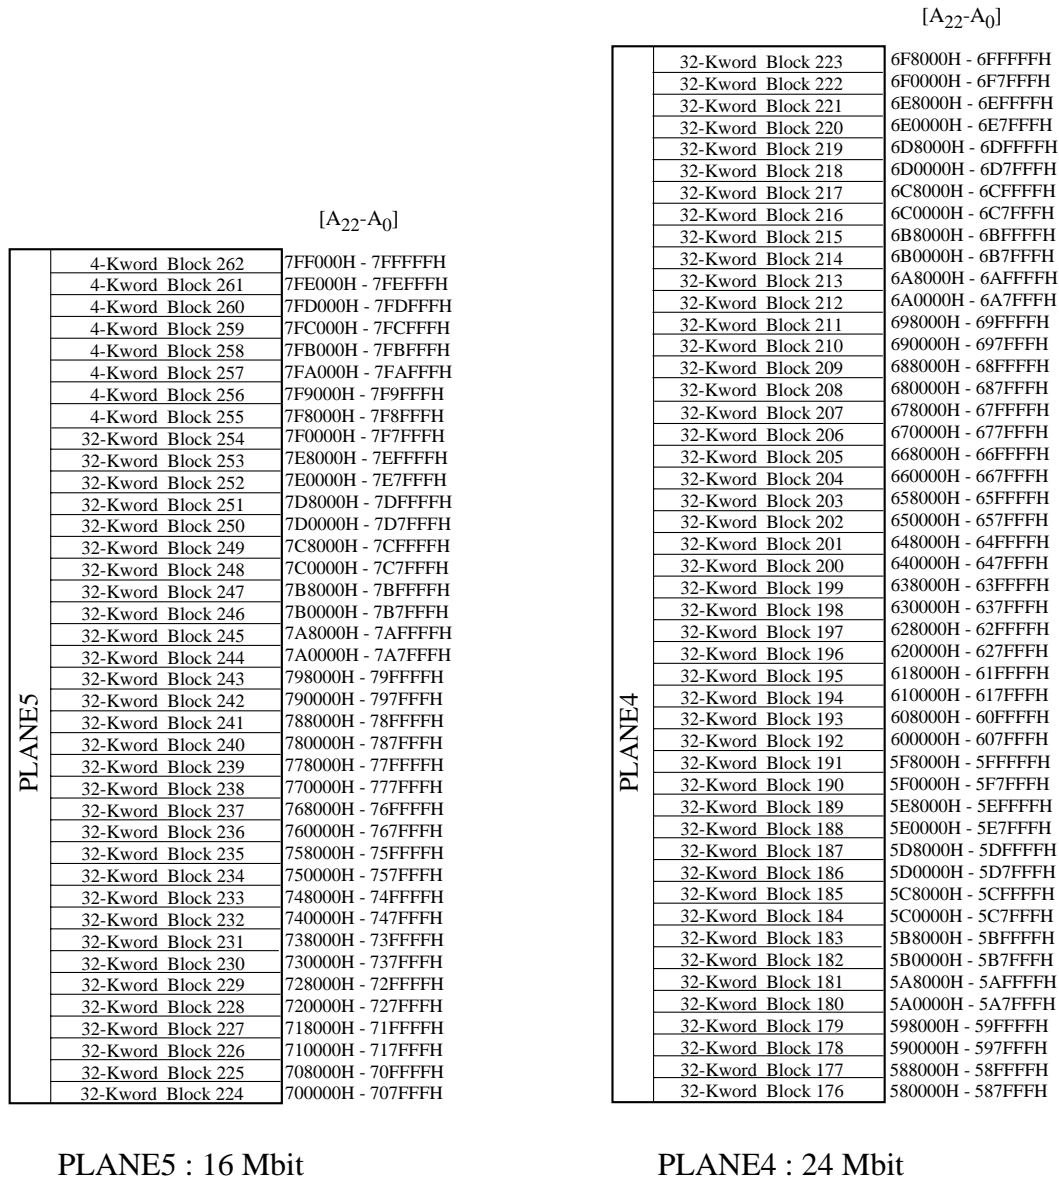 [A22-A0]
4-Kword Block 262 7FF000H - 7FFFFFH
4-Kword Block 261 7FE000H - 7FEFFFH
4-Kword Block 260 7FD000H - 7FDFFFH
4-Kword Block 259 7FC000H - 7FCFFFH
4-Kword Block 258 7FB000H - 7FBFFFH
4-Kword Block 257 7FA000H - 7FAFFFH
4-Kword Block 256 7F9000H - 7F9FFFH
4-Kword Block 255 7F8000H - 7F8FFFH
32-Kword Block 254 7F0000H - 7F7FFFH
32-Kword Block 253 7E8000H - 7EFFFFH
32-Kword Block 252 7E0000H - 7E7FFFH
32-Kword Block 251 7D8000H - 7DFFFFH
32-Kword Block 250 7D0000H - 7D7FFFH
32-Kword Block 249 7C8000H - 7CFFFFH
32-Kword Block 248 7C0000H - 7C7FFFH
32-Kword Block 247 7B8000H - 7BFFFFH
32-Kword Block 246 7B0000H - 7B7FFFH
32-Kword Block 245 7A8000H - 7AFFFFH
32-Kword Block 244 7A0000H - 7A7FFFH
32-Kword Block 243 798000H - 79FFFFH
32-Kword Block 242 790000H - 797FFFH
32-Kword Block 241 788000H - 78FFFFH
32-Kword Block 240 780000H - 787FFFH
32-Kword Block 239 778000H - 77FFFFH
32-Kword Block 238 770000H - 777FFFH
32-Kword Block 237 768000H - 76FFFFH
32-Kword Block 236 760000H - 767FFFH
32-Kword Block 235 758000H - 75FFFFH
32-Kword Block 234 750000H - 757FFFH
32-Kword Block 233 748000H - 74FFFFH
32-Kword Block 232 740000H - 747FFFH
32-Kword Block 231 738000H - 73FFFFH
32-Kword Block 230 730000H - 737FFFH
32-Kword Block 229 728000H - 72FFFFH
32-Kword Block 228 720000H - 727FFFH
32-Kword Block 227 718000H - 71FFFFH
32-Kword Block 226 710000H - 717FFFH
32-Kword Block 225 708000H - 70FFFFH
32-Kword Block 224 700000H - 707FFFH
PLANE5
PLANE5 : 16 Mbit
[A22-A0]
32-Kword Block 223 6F8000H - 6FFFFFH
32-Kword Block 222 6F0000H - 6F7FFFH
32-Kword Block 221 6E8000H - 6EFFFFH
32-Kword Block 220 6E0000H - 6E7FFFH
32-Kword Block 219 6D8000H - 6DFFFFH
32-Kword Block 218 6D0000H - 6D7FFFH
32-Kword Block 217 6C8000H - 6CFFFFH
32-Kword Block 216 6C0000H - 6C7FFFH
32-Kword Block 215 6B8000H - 6BFFFFH
32-Kword Block 214 6B0000H - 6B7FFFH
32-Kword Block 213 6A8000H - 6AFFFFH
32-Kword Block 212 6A0000H - 6A7FFFH
32-Kword Block 211 698000H - 69FFFFH
32-Kword Block 210 690000H - 697FFFH
32-Kword Block 209 688000H - 68FFFFH
32-Kword Block 208 680000H - 687FFFH
32-Kword Block 207 678000H - 67FFFFH
32-Kword Block 206 670000H - 677FFFH
32-Kword Block 205 668000H - 66FFFFH
32-Kword Block 204 660000H - 667FFFH
32-Kword Block 203 658000H - 65FFFFH
32-Kword Block 202 650000H - 657FFFH
32-Kword Block 201 648000H - 64FFFFH
32-Kword Block 200 640000H - 647FFFH
32-Kword Block 199 638000H - 63FFFFH
32-Kword Block 198 630000H - 637FFFH
32-Kword Block 197 628000H - 62FFFFH
32-Kword Block 196 620000H - 627FFFH
32-Kword Block 195 618000H - 61FFFFH
32-Kword Block 194 610000H - 617FFFH
32-Kword Block 193 608000H - 60FFFFH
32-Kword Block 192 600000H - 607FFFH
32-Kword Block 191 5F8000H - 5FFFFFH
32-Kword Block 190 5F0000H - 5F7FFFH
32-Kword Block 189 5E8000H - 5EFFFFH
32-Kword Block 188 5E0000H - 5E7FFFH
32-Kword Block 187 5D8000H - 5DFFFFH
32-Kword Block 186 5D0000H - 5D7FFFH
32-Kword Block 185 5C8000H - 5CFFFFH
32-Kword Block 184 5C0000H - 5C7FFFH
32-Kword Block 183 5B8000H - 5BFFFFH
32-Kword Block 182 5B0000H - 5B7FFFH
32-Kword Block 181 5A8000H - 5AFFFFH
32-Kword Block 180 5A0000H - 5A7FFFH
32-Kword Block 179 598000H - 59FFFFH
32-Kword Block 178 590000H - 597FFFH
32-Kword Block 177 588000H - 58FFFFH
32-Kword Block 176 580000H - 587FFFH
PLANE4
PLANE4 : 24 Mbit